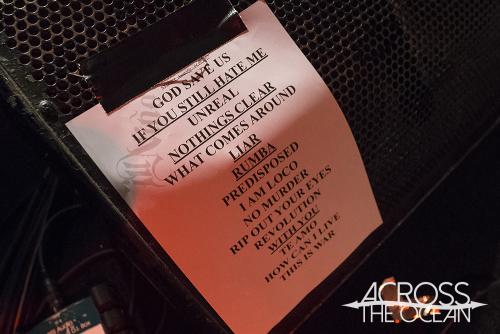 GOD SAVE US
IF YOU STILL HATE ME
UNREAL
NOTHINGS CLEAR
WHAT COMES AROUND
LIAR
RUMBA
PREDISPOSED
I AM LOCO
NO MURDER
RIP OUT YOUR EYES
REVOLUTION
WITH YOU
TE AMO
HOW CAN I LIVE
THIS IS WAR
ACROSS
THE OCEAN